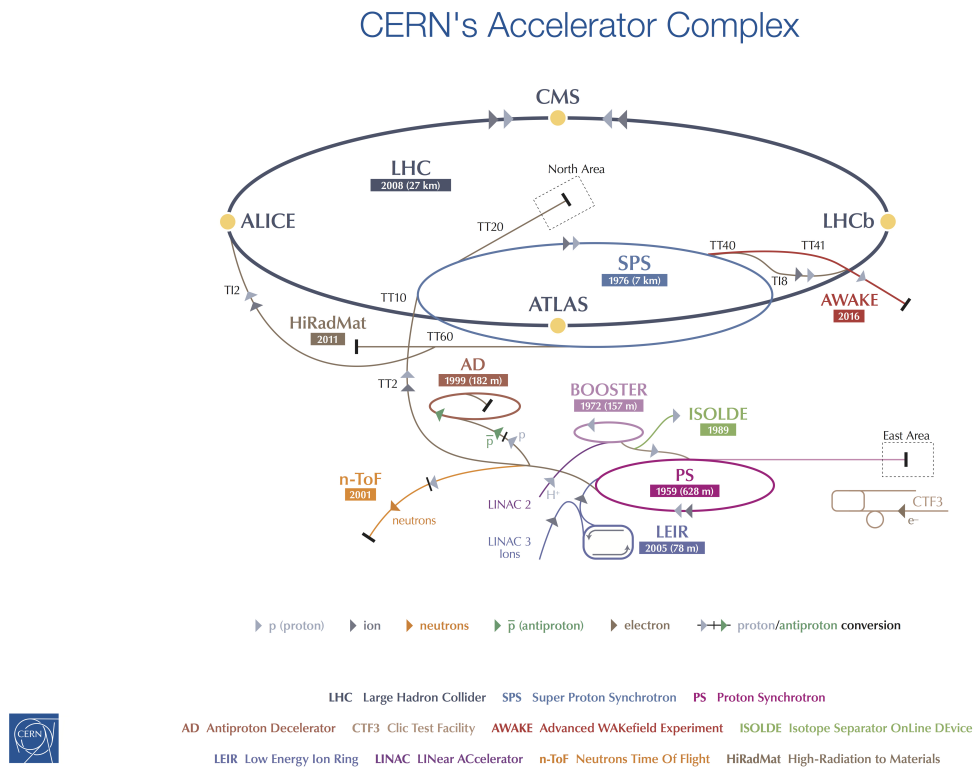 CERN's Accelerator Complex
CMS
LHC
2008 (27 km)
North Area
ALICE
LHCb
TT20
TT40
TT41
SPS
1976 (7 km)
TI8
TI2
TT10
ATLAS
AWAKE
2016
HiRadMat
2011
TT60
AD
1999 (182 m)
TT2
BOOSTER
1972 (157 m)
ISOLDE
1989
p
p̅
East Area
n-ToF
2001
PS
1959 (628 m)
H⁺
LINAC 2
neutrons
CTF3
e–
LEIR
2005 (78 m)
LINAC 3
Ions
p (proton) ion neutrons p̅ (antiproton) electron proton/antiproton conversion
LHC Large Hadron Collider SPS Super Proton Synchrotron PS Proton Synchrotron
AD Antiproton Decelerator CTF3 Clic Test Facility AWAKE Advanced WAKefield Experiment ISOLDE Isotope Separator OnLine DEvice
LEIR Low Energy Ion Ring LINAC LINear ACcelerator n-ToF Neutrons Time Of Flight HiRadMat High-Radiation to Materials
CERN